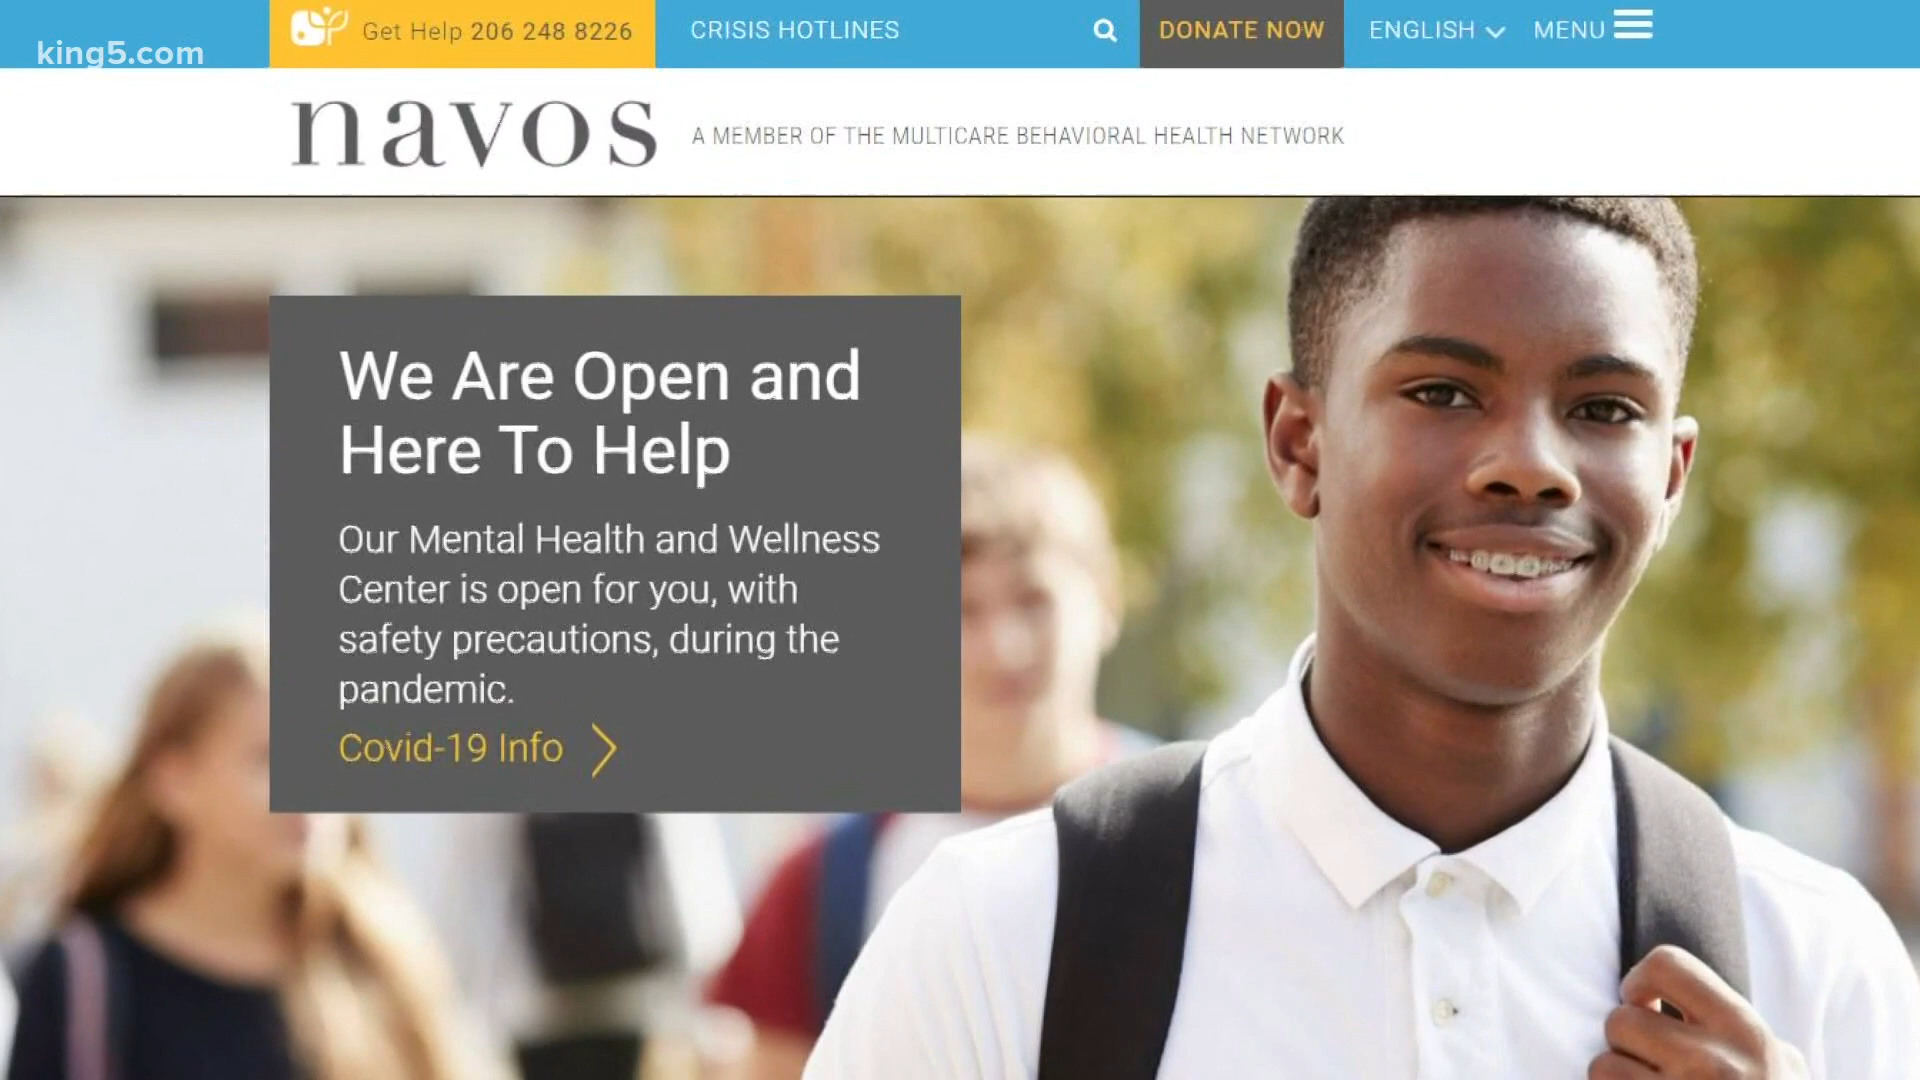 king5.com
Get Help 206 248 8226
CRISIS HOTLINES
DONATE NOW
ENGLISH
MENU
navos
A MEMBER OF THE MULTICARE BEHAVIORAL HEALTH NETWORK
We Are Open and
Here To Help
Our Mental Health and Wellness
Center is open for you, with
safety precautions, during the
pandemic.
Covid-19 Info